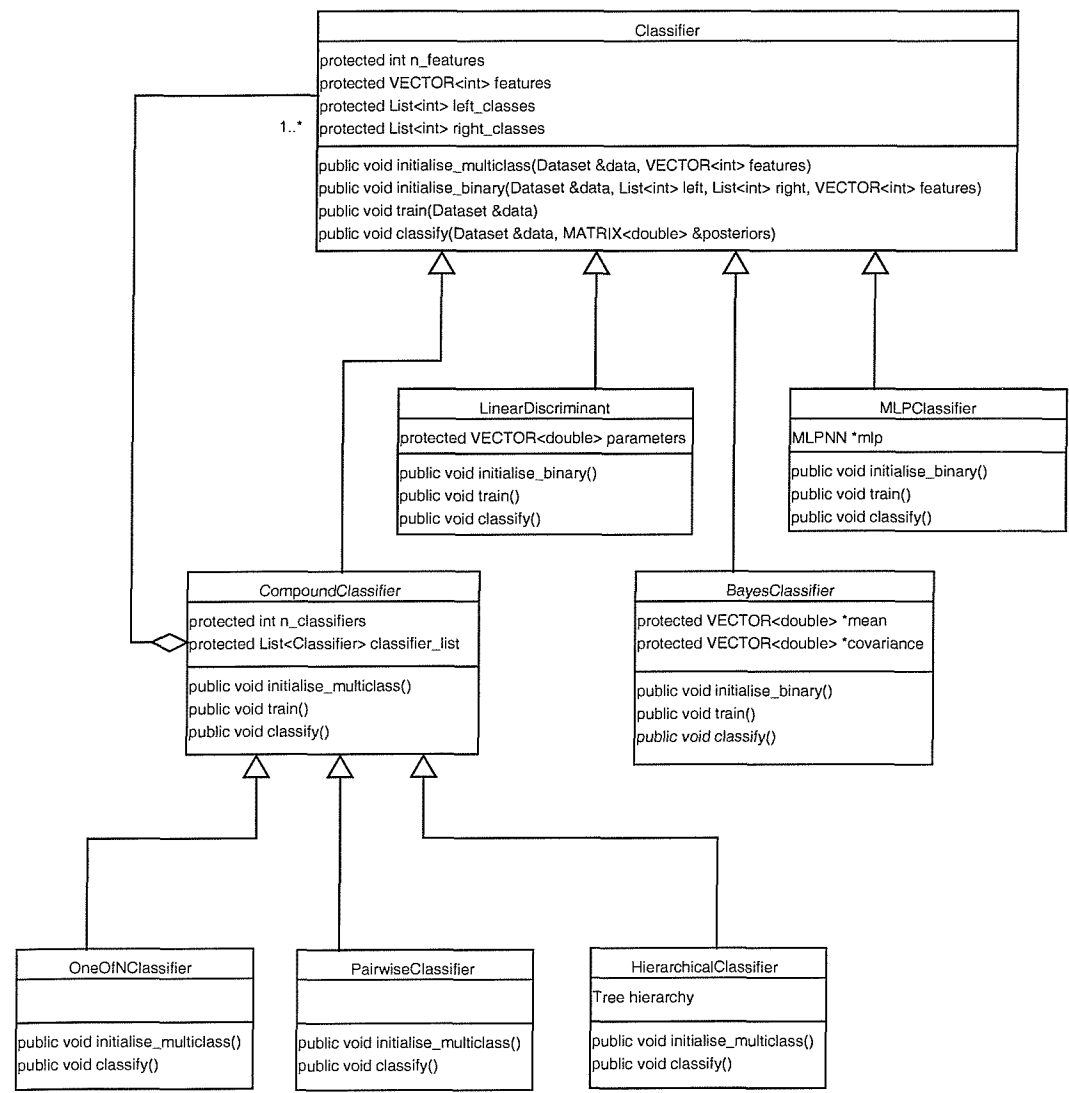 Classifier
protected int n_features
protected VECTOR<int> features
protected List<int> left_classes
protected List<int> right_classes
1..*
public void initialise_multiclass(Dataset &data, VECTOR<int> features)
public void initialise_binary(Dataset &data, List<int> left, List<int> right, VECTOR<int> features)
public void train(Dataset &data)
public void classify(Dataset &data, MATRIX<double> &posteriors)
LinearDiscriminant
protected VECTOR<double> parameters
public void initialise_binary()
public void train()
public void classify()
MLPClassifier
MLPNN *mlp
public void initialise_binary()
public void train()
public void classify()
CompoundClassifier
protected int n_classifiers
protected List<Classifier> classifier_list
public void initialise_multiclass()
public void train()
public void classify()
BayesClassifier
protected VECTOR<double> *mean
protected VECTOR<double> *covariance
public void initialise_binary()
public void train()
public void classify()
OneOfNClassifier
public void initialise_multiclass()
public void classify()
PairwiseClassifier
public void initialise_multiclass()
public void classify()
HierarchicalClassifier
Tree hierarchy
public void initialise_multiclass()
public void classify()